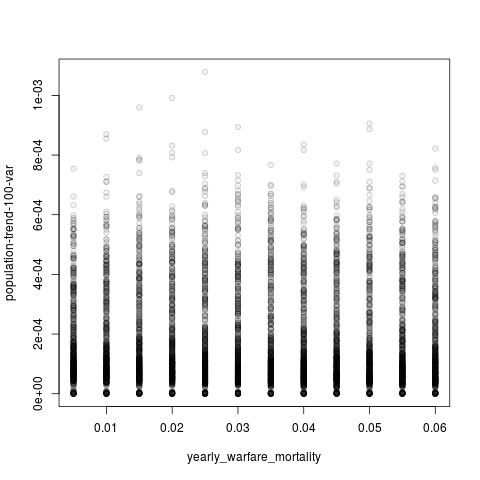 1e-03
8e-04
6e-04
4e-04
2e-04
0e+00
population-trend-100-var
0.01 0.02 0.03 0.04 0.05 0.06
yearly_warfare_mortality